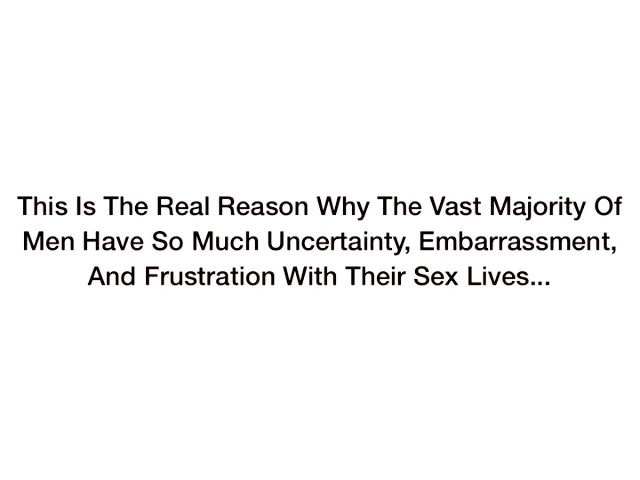 This Is The Real Reason Why The Vast Majority Of
Men Have So Much Uncertainty, Embarrassment,
And Frustration With Their Sex Lives...